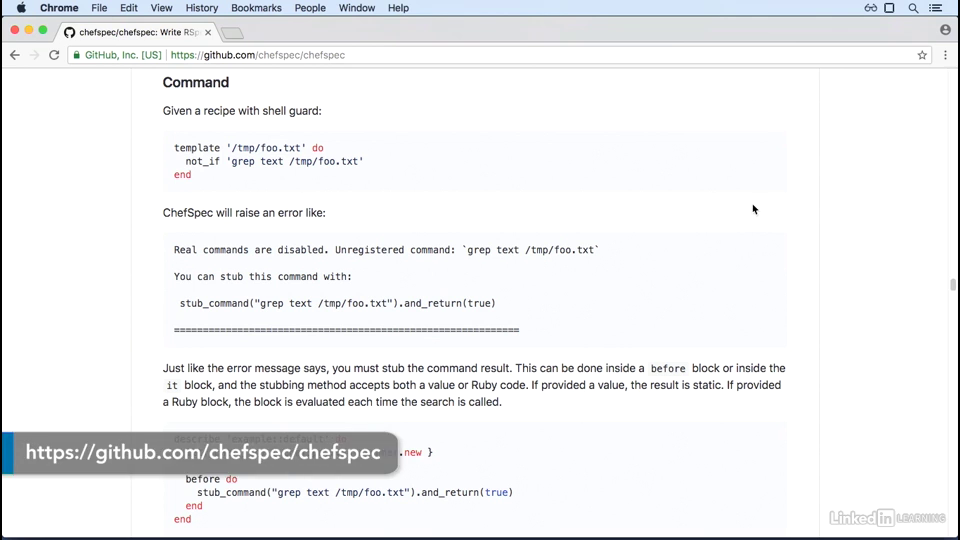 Chrome File Edit View History Bookmarks People Window Help
chefspec/chefspec: Write RSp
GitHub, Inc. [US] https://github.com/chefspec/chefspec
Command
Given a recipe with shell guard:
template '/tmp/foo.txt' do
not_if 'grep text /tmp/foo.txt'
end
ChefSpec will raise an error like:
Real commands are disabled. Unregistered command: `grep text /tmp/foo.txt`
You can stub this command with:
stub_command("grep text /tmp/foo.txt").and_return(true)
============================================================
Just like the error message says, you must stub the command result. This can be done inside a before block or inside the
it block, and the stubbing method accepts both a value or Ruby code. If provided a value, the result is static. If provided
a Ruby block, the block is evaluated each time the search is called.
describe 'examples::default' do
https://github.com/chefspec/chefspec
.new }
before do
stub_command("grep text /tmp/foo.txt").and_return(true)
end
end
LinkedIn LEARNING